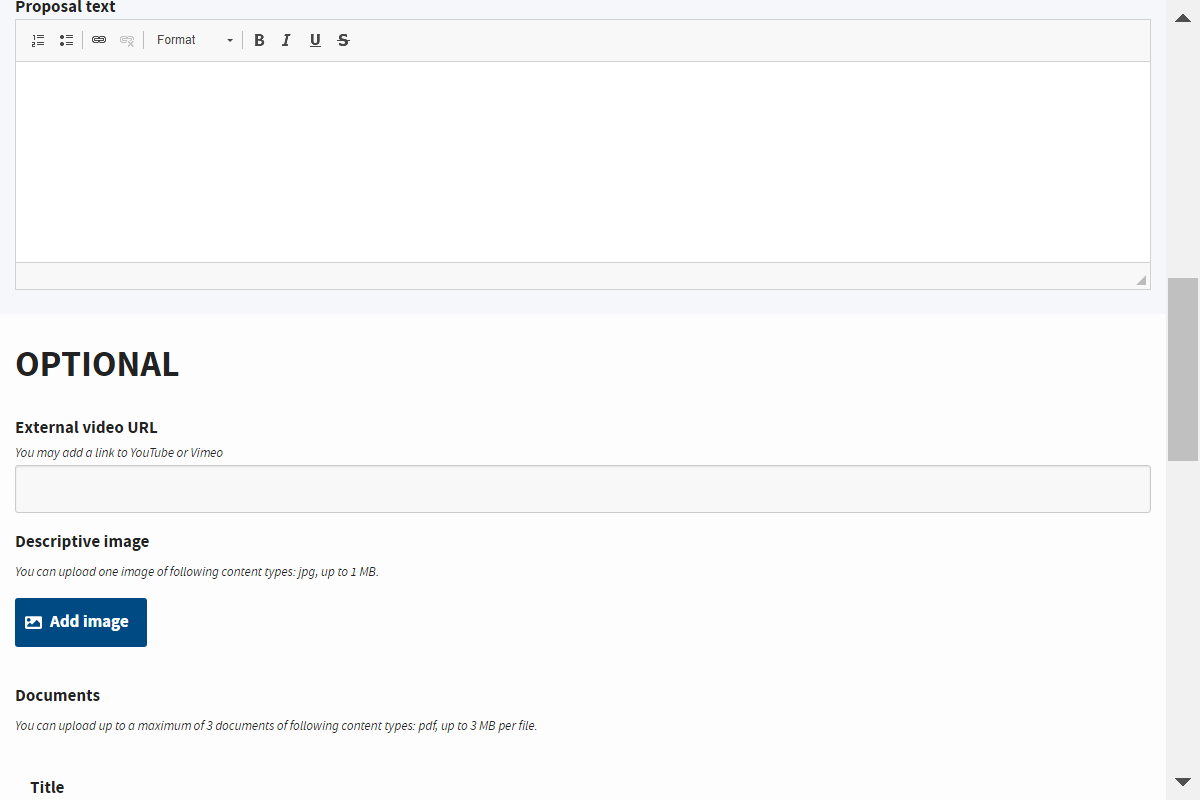 Proposal text
Format
B I U S
OPTIONAL
External video URL
You may add a link to YouTube or Vimeo
Descriptive image
You can upload one image of following content types: jpg, up to 1 MB.
Add image
Documents
You can upload up to a maximum of 3 documents of following content types: pdf, up to 3 MB per file.
Title